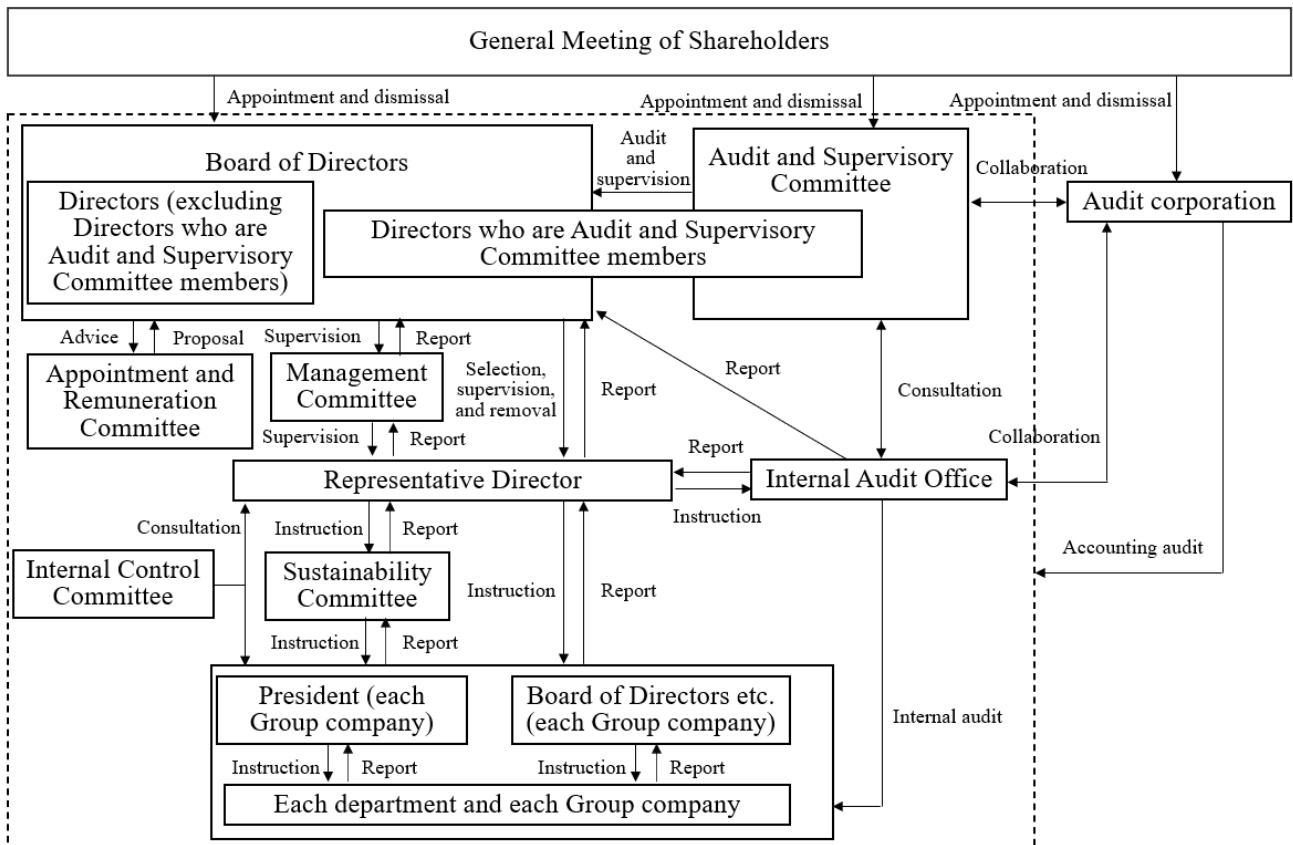 General Meeting of Shareholders
Appointment and dismissal
Appointment and dismissal
Appointment and dismissal
Board of Directors
Audit
and
supervision
Audit and Supervisory
Committee
Collaboration
Audit corporation
Directors (excluding
Directors who are
Audit and Supervisory
Committee members)
Directors who are Audit and Supervisory
Committee members
Advice
Proposal
Supervision
Report
Selection,
supervision,
and removal
Report
Report
Consultation
Collaboration
Appointment and
Remuneration
Committee
Management
Committee
Supervision
Report
Representative Director
Report
Instruction
Internal Audit Office
Consultation
Instruction
Report
Instruction
Report
Accounting audit
Internal Control
Committee
Sustainability
Committee
Instruction
Report
President (each
Group company)
Board of Directors etc.
(each Group company)
Internal audit
Instruction
Report
Instruction
Report
Each department and each Group company